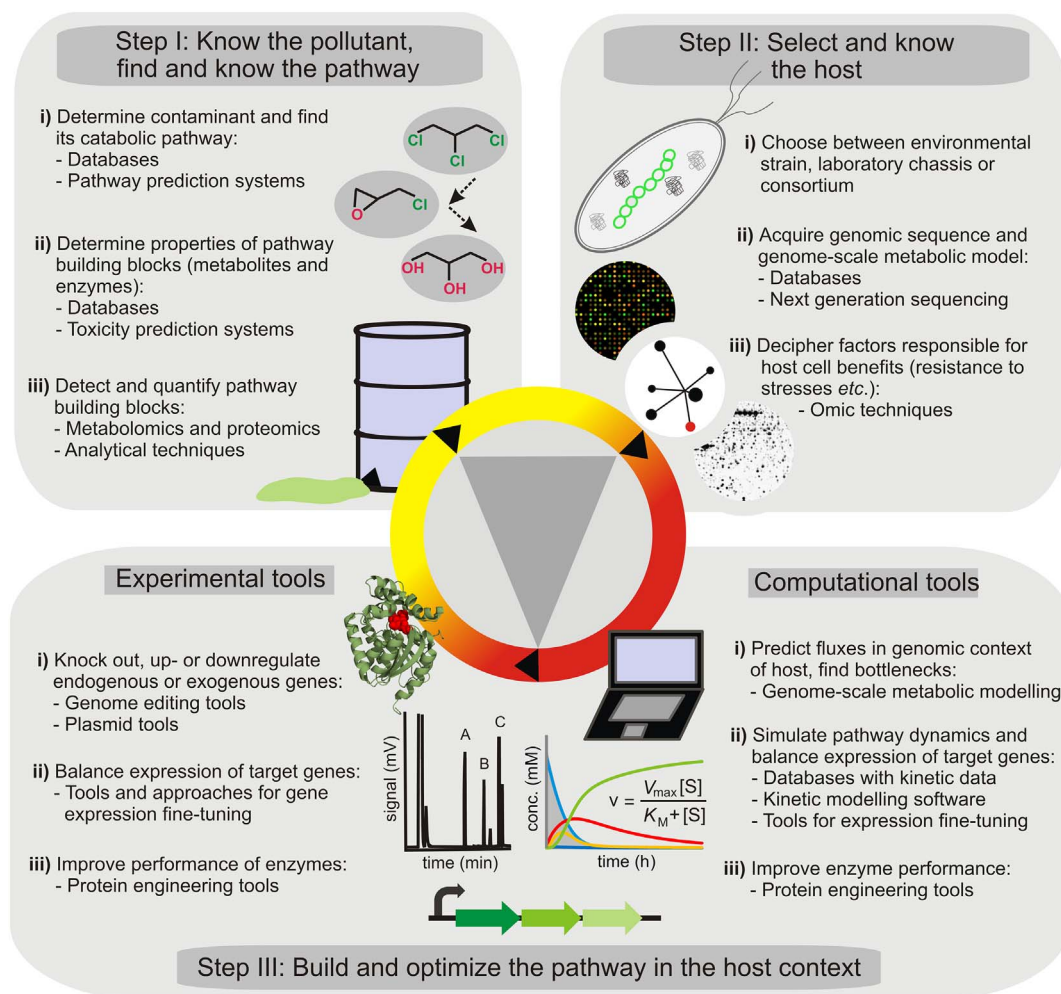 Step I: Know the pollutant,
find and know the pathway
i) Determine contaminant and find
its catabolic pathway:
- Databases
- Pathway prediction systems
ii) Determine properties of pathway
building blocks (metabolites and
enzymes):
- Databases
- Toxicity prediction systems
iii) Detect and quantify pathway
building blocks:
- Metabolomics and proteomics
- Analytical techniques
Cl
Cl
Cl
O
Cl
OH
OH
OH
Step II: Select and know
the host
i) Choose between environmental
strain, laboratory chassis or
consortium
ii) Acquire genomic sequence and
genome-scale metabolic model:
- Databases
- Next generation sequencing
iii) Decipher factors responsible for
host cell benefits (resistance to
stresses etc.):
- Omic techniques
Experimental tools
i) Knock out, up- or downregulate
endogenous or exogenous genes:
- Genome editing tools
- Plasmid tools
ii) Balance expression of target genes:
- Tools and approaches for gene
expression fine-tuning
iii) Improve performance of enzymes:
- Protein engineering tools
signal (mV)
A
B
C
time (min)
conc. (mM)
v = Vmax [S]
KM + [S]
time (h)
Computational tools
i) Predict fluxes in genomic context
of host, find bottlenecks:
- Genome-scale metabolic modelling
ii) Simulate pathway dynamics and
balance expression of target genes:
- Databases with kinetic data
- Kinetic modelling software
- Tools for expression fine-tuning
iii) Improve enzyme performance:
- Protein engineering tools
Step III: Build and optimize the pathway in the host context